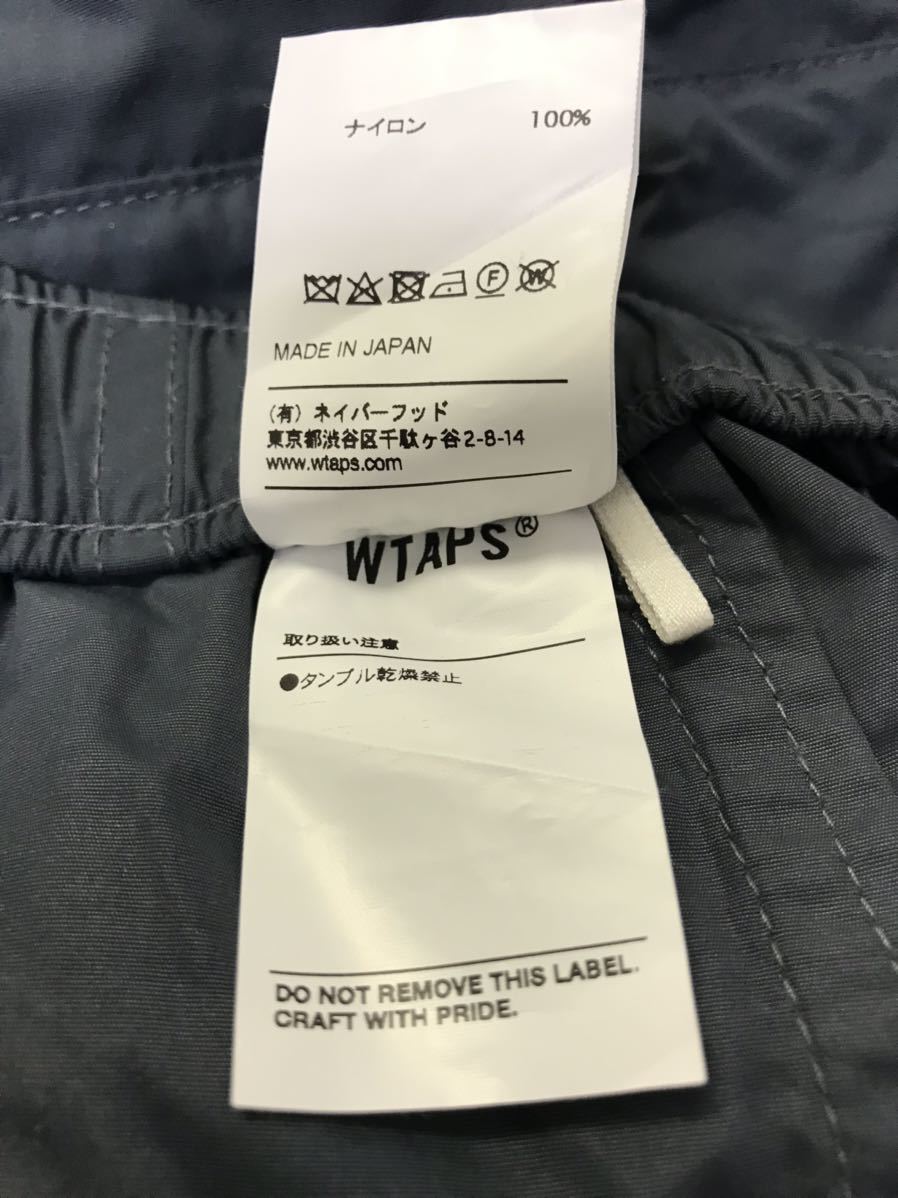 ナイロン 100%
MADE IN JAPAN
(有) ネイバーフッド
東京都渋谷区千駄ヶ谷2-8-14
www.wtaps.com
WTAPS®
取り扱い注意
●タンブル乾燥禁止
DO NOT REMOVE THIS LABEL.
CRAFT WITH PRIDE.